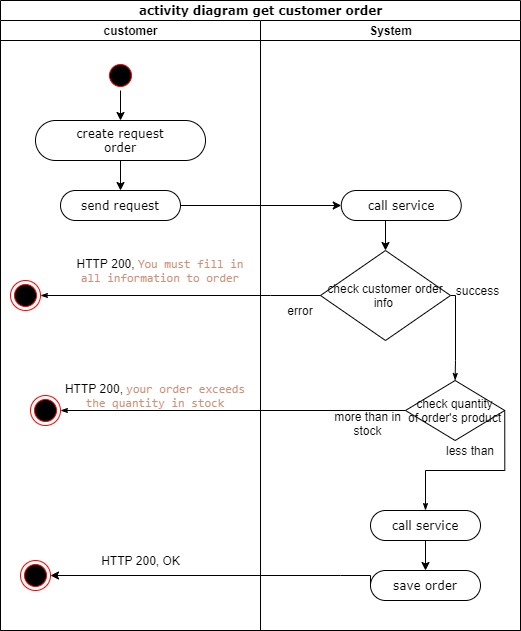 activity diagram get customer order
customer
System
create request
order
send request
call service
HTTP 200, You must fill in
all information to order
check customer order
info
error
success
HTTP 200, your order exceeds
the quantity in stock
check quantity
of order's product
more than in
stock
less than
call service
HTTP 200, OK
save order